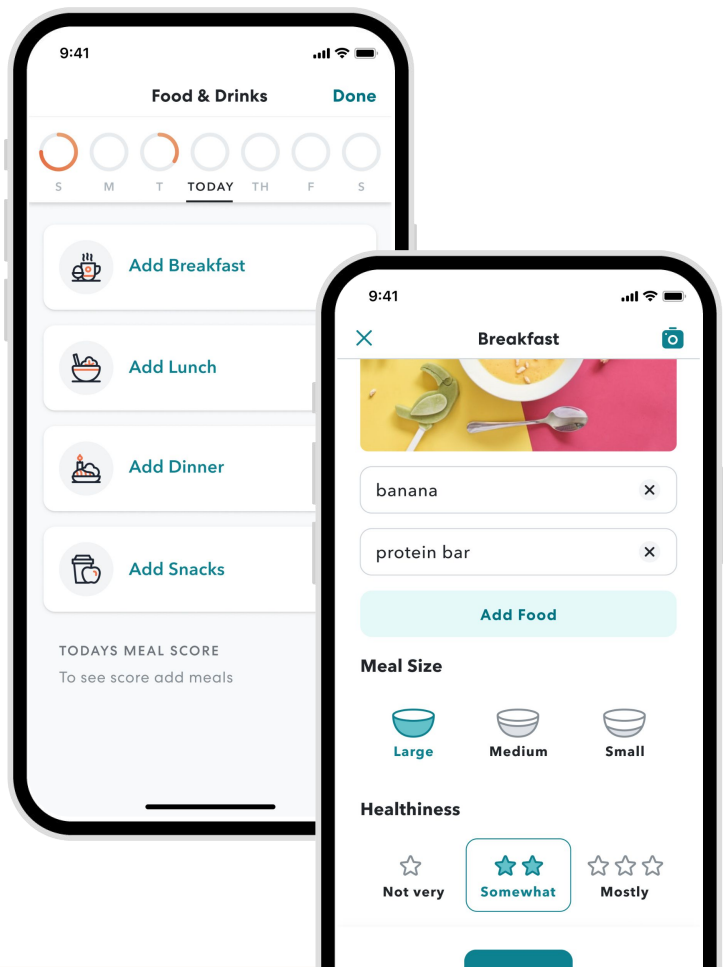 9:41
Food & Drinks Done
S M T TODAY TH F S
Add Breakfast
Add Lunch
Add Dinner
Add Snacks
TODAYS MEAL SCORE
To see score add meals
9:41
Breakfast
banana
protein bar
Add Food
Meal Size
Large Medium Small
Healthiness
Not very Somewhat Mostly